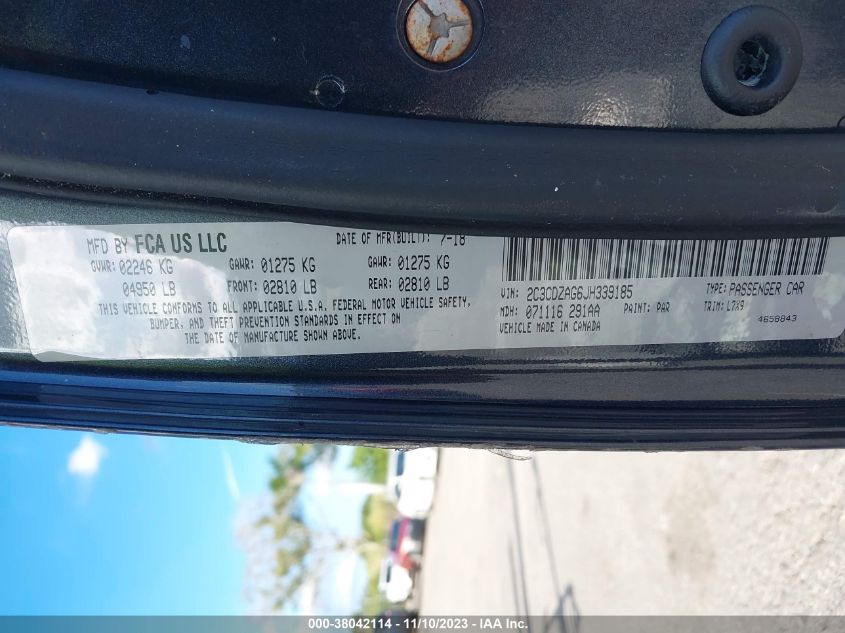 MFD BY FCA US LLC
DATE OF MFR(BUILT): 7-18
GVWR: 02246 KG
GAWR: 01275 KG
GAWR: 01275 KG
04950 LB
FRONT: 02810 LB
REAR: 02810 LB
THIS VEHICLE CONFORMS TO ALL APPLICABLE U.S.A. FEDERAL MOTOR VEHICLE SAFETY,
BUMPER, AND THEFT PREVENTION STANDARDS IN EFFECT ON
THE DATE OF MANUFACTURE SHOWN ABOVE.
VIN: 2C3CDZAG6JH339185
TYPE: PASSENGER CAR
MDH: 071116 291AA
PAINT: PAR
TRIM: L7X9
VEHICLE MADE IN CANADA
4658843
000-38042114 - 11/10/2023 - IAA Inc.